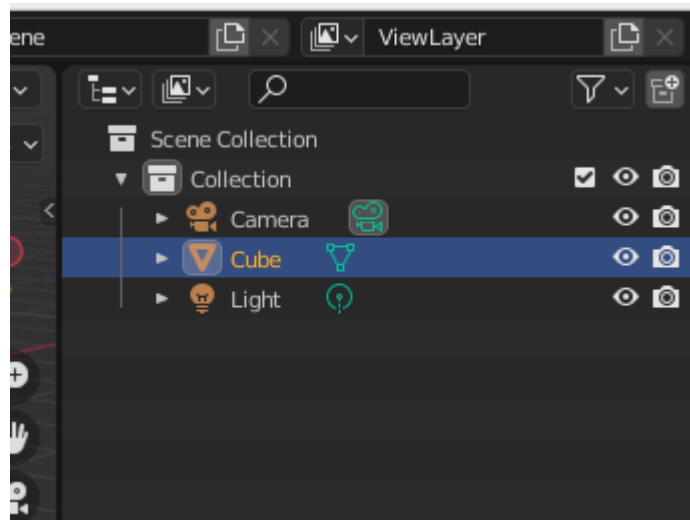 ene
ViewLayer
Scene Collection
Collection
Camera
Cube
Light